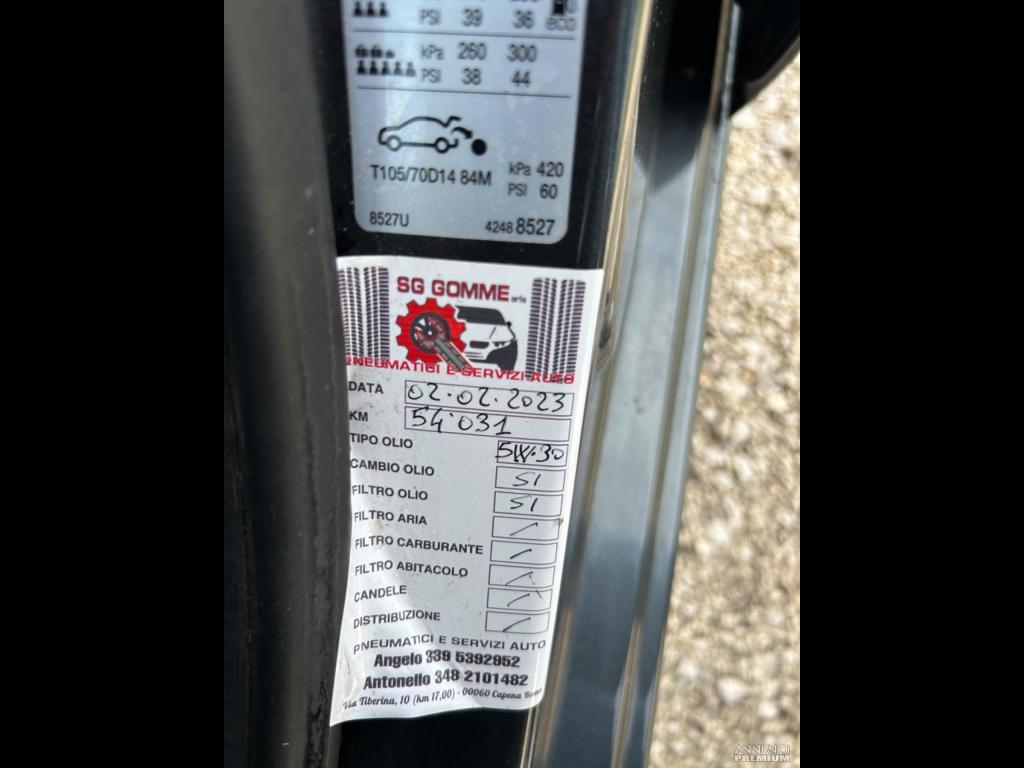 PSI 39 36 eco
kPa 260 300
PSI 38 44
T105/70D14 84M kPa 420
PSI 60
8527U 4248 8527
SG GOMME srls
PNEUMATICI E SERVIZI AUTO
DATA 02.02.2023
KM 54.031
TIPO OLIO 5W.30
CAMBIO OLIO SI
FILTRO OLIO SI
FILTRO ARIA /
FILTRO CARBURANTE /
FILTRO ABITACOLO /
CANDELE /
DISTRIBUZIONE /
PNEUMATICI E SERVIZI AUTO
Angelo 339 5392952
Antonello 348 2101482
Via Tiberina, 10 (km 17,00) - 00060 Capena Roma
ANNUNCI
PREMIUM